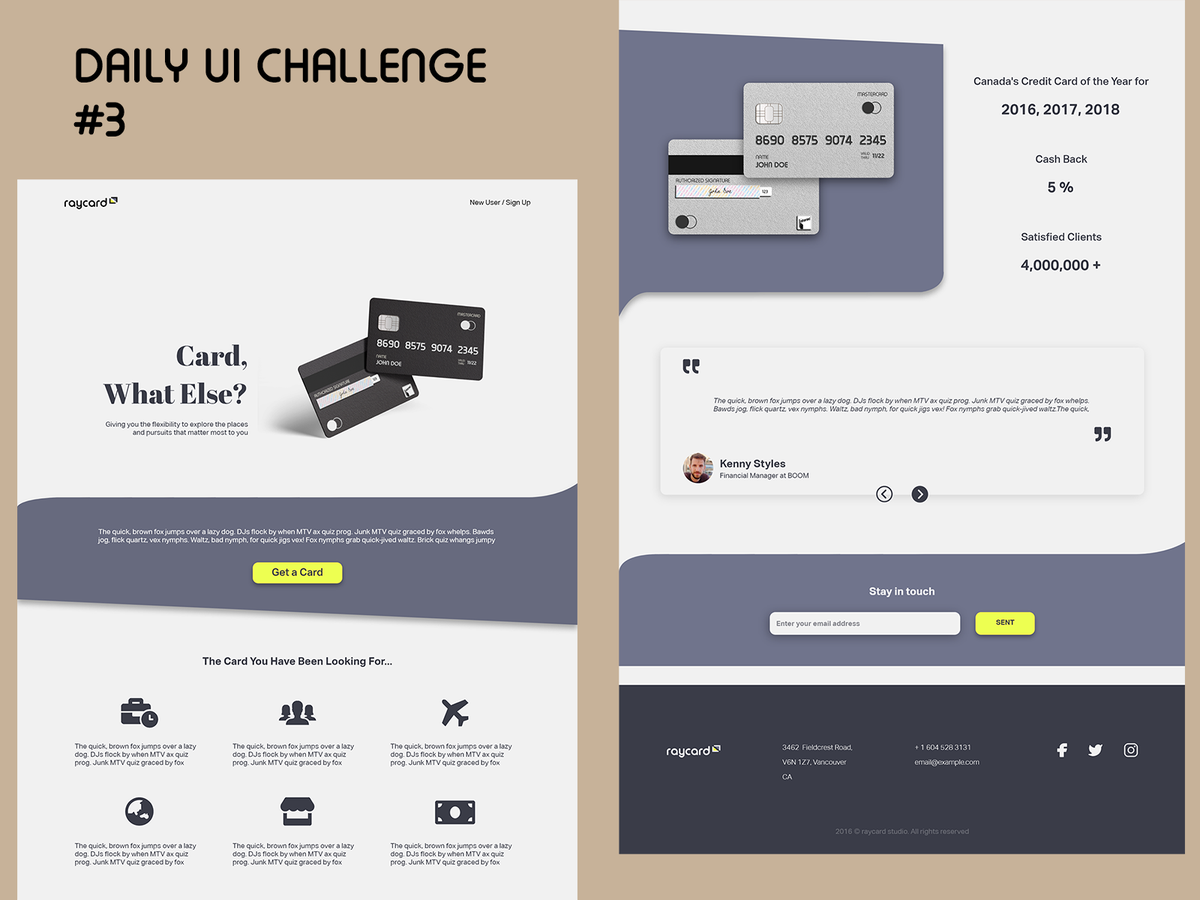 DAILY UI CHALLENGE
#3
raycard
New User / Sign Up
Card,
What Else?
Giving you the flexibility to explore the places
and pursuits that matter most to you
MASTERCARD
8690 8575 9074 2345
NAME
JOHN DOE
VALID
THRU 11/22
AUTHORIZED SIGNATURE
The quick, brown fox jumps over a lazy dog. DJs flock by when MTV ax quiz prog. Junk MTV quiz graced by fox whelps. Bawds
jog, flick quartz, vex nymphs. Waltz, bad nymph, for quick jigs vex! Fox nymphs grab quick-jived waltz. Brick quiz whangs jumpy
Get a Card
The Card You Have Been Looking For...
The quick, brown fox jumps over a lazy
dog. DJs flock by when MTV ax quiz
prog. Junk MTV quiz graced by fox
The quick, brown fox jumps over a lazy
dog. DJs flock by when MTV ax quiz
prog. Junk MTV quiz graced by fox
The quick, brown fox jumps over a lazy
dog. DJs flock by when MTV ax quiz
prog. Junk MTV quiz graced by fox
The quick, brown fox jumps over a lazy
dog. DJs flock by when MTV ax quiz
prog. Junk MTV quiz graced by fox
The quick, brown fox jumps over a lazy
dog. DJs flock by when MTV ax quiz
prog. Junk MTV quiz graced by fox
The quick, brown fox jumps over a lazy
dog. DJs flock by when MTV ax quiz
prog. Junk MTV quiz graced by fox
MASTERCARD
8690 8575 9074 2345
NAME
JOHN DOE
VALID
THRU 11/22
AUTHORIZED SIGNATURE
123
Canada's Credit Card of the Year for
2016, 2017, 2018
Cash Back
5 %
Satisfied Clients
4,000,000 +
The quick, brown fox jumps over a lazy dog. DJs flock by when MTV ax quiz prog. Junk MTV quiz graced by fox whelps.
Bawds jog, flick quartz, vex nymphs. Waltz, bad nymph, for quick jigs vex! Fox nymphs grab quick-jived waltz.The quick,
Kenny Styles
Financial Manager at BOOM
Stay in touch
Enter your email address
SENT
raycard
3462 Fieldcrest Road,
V6N 1Z7, Vancouver
CA
+ 1 604 528 3131
email@example.com
2016 © raycard studio. All rights reserved